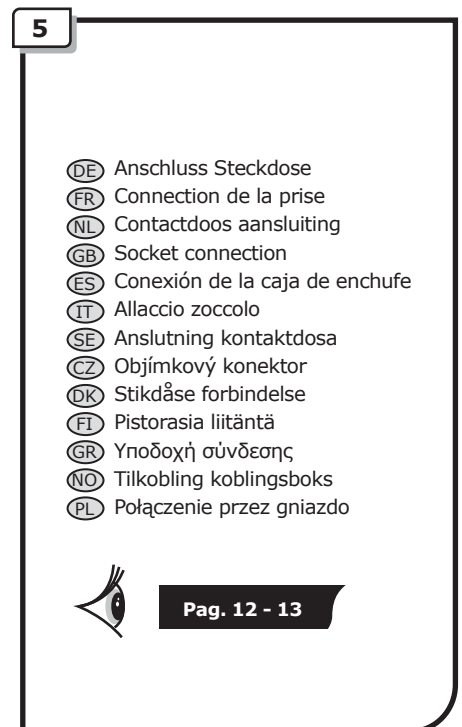 5
DE Anschluss Steckdose
FR Connection de la prise
NL Contactdoos aansluiting
GB Socket connection
ES Conexión de la caja de enchufe
IT Allaccio zoccolo
SE Anslutning kontaktdosa
CZ Objímkový konektor
DK Stikdåse forbindelse
FI Pistorasia liitäntä
GR Υποδοχή σύνδεσης
NO Tilkobling koblingsboks
PL Połączenie przez gniazdo
Pag. 12 - 13